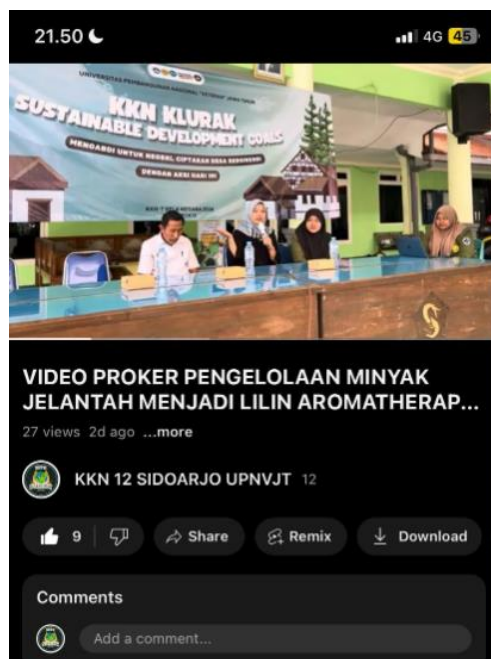 21.50
4G 45
UNIVERSITAS PEMBANGUNAN NASIONAL "VETERAN" JAWA TIMUR
KKN KLURAK
SUSTAINABLE DEVELOPMENT GOALS
MENGABDI UNTUK NEGERI, CIPTAKAN DESA
DENGAN AKSI HARI INI
VIDEO PROKER PENGELOLAAN MINYAK
JELANTAH MENJADI LILIN AROMATHERAP...
27 views 2d ago ...more
KKN 12 SIDOARJO UPNVJT 12
9 Share Remix Download
Comments
Add a comment...